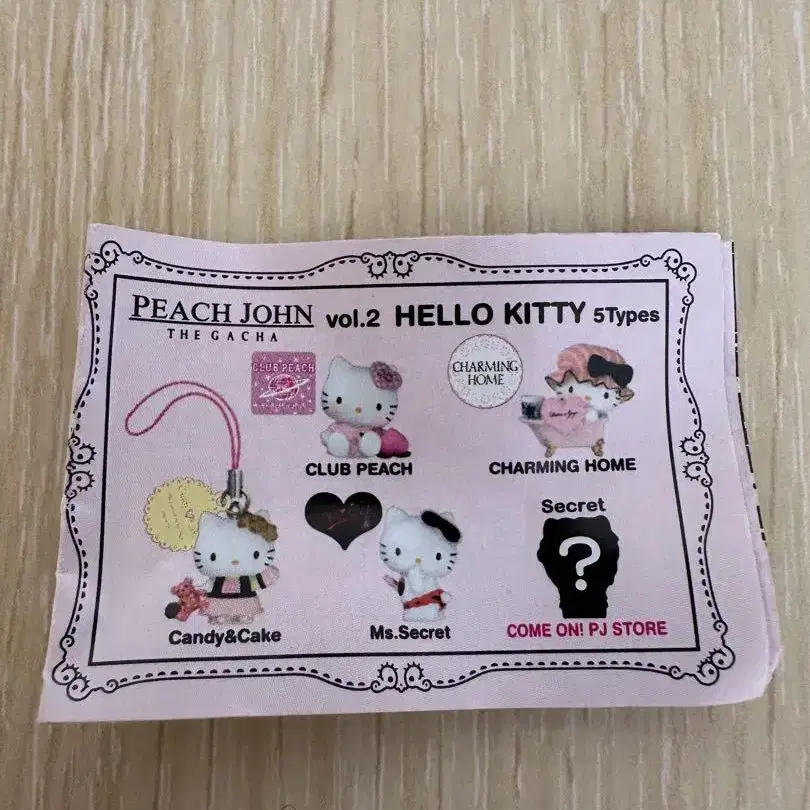 PEACH JOHN
THE GACHA
vol.2 HELLO KITTY 5Types
CLUB PEACH
CHARMING
HOME
CLUB PEACH
CHARMING HOME
Secret
?
Candy&Cake
Ms.Secret
COME ON! PJ STORE